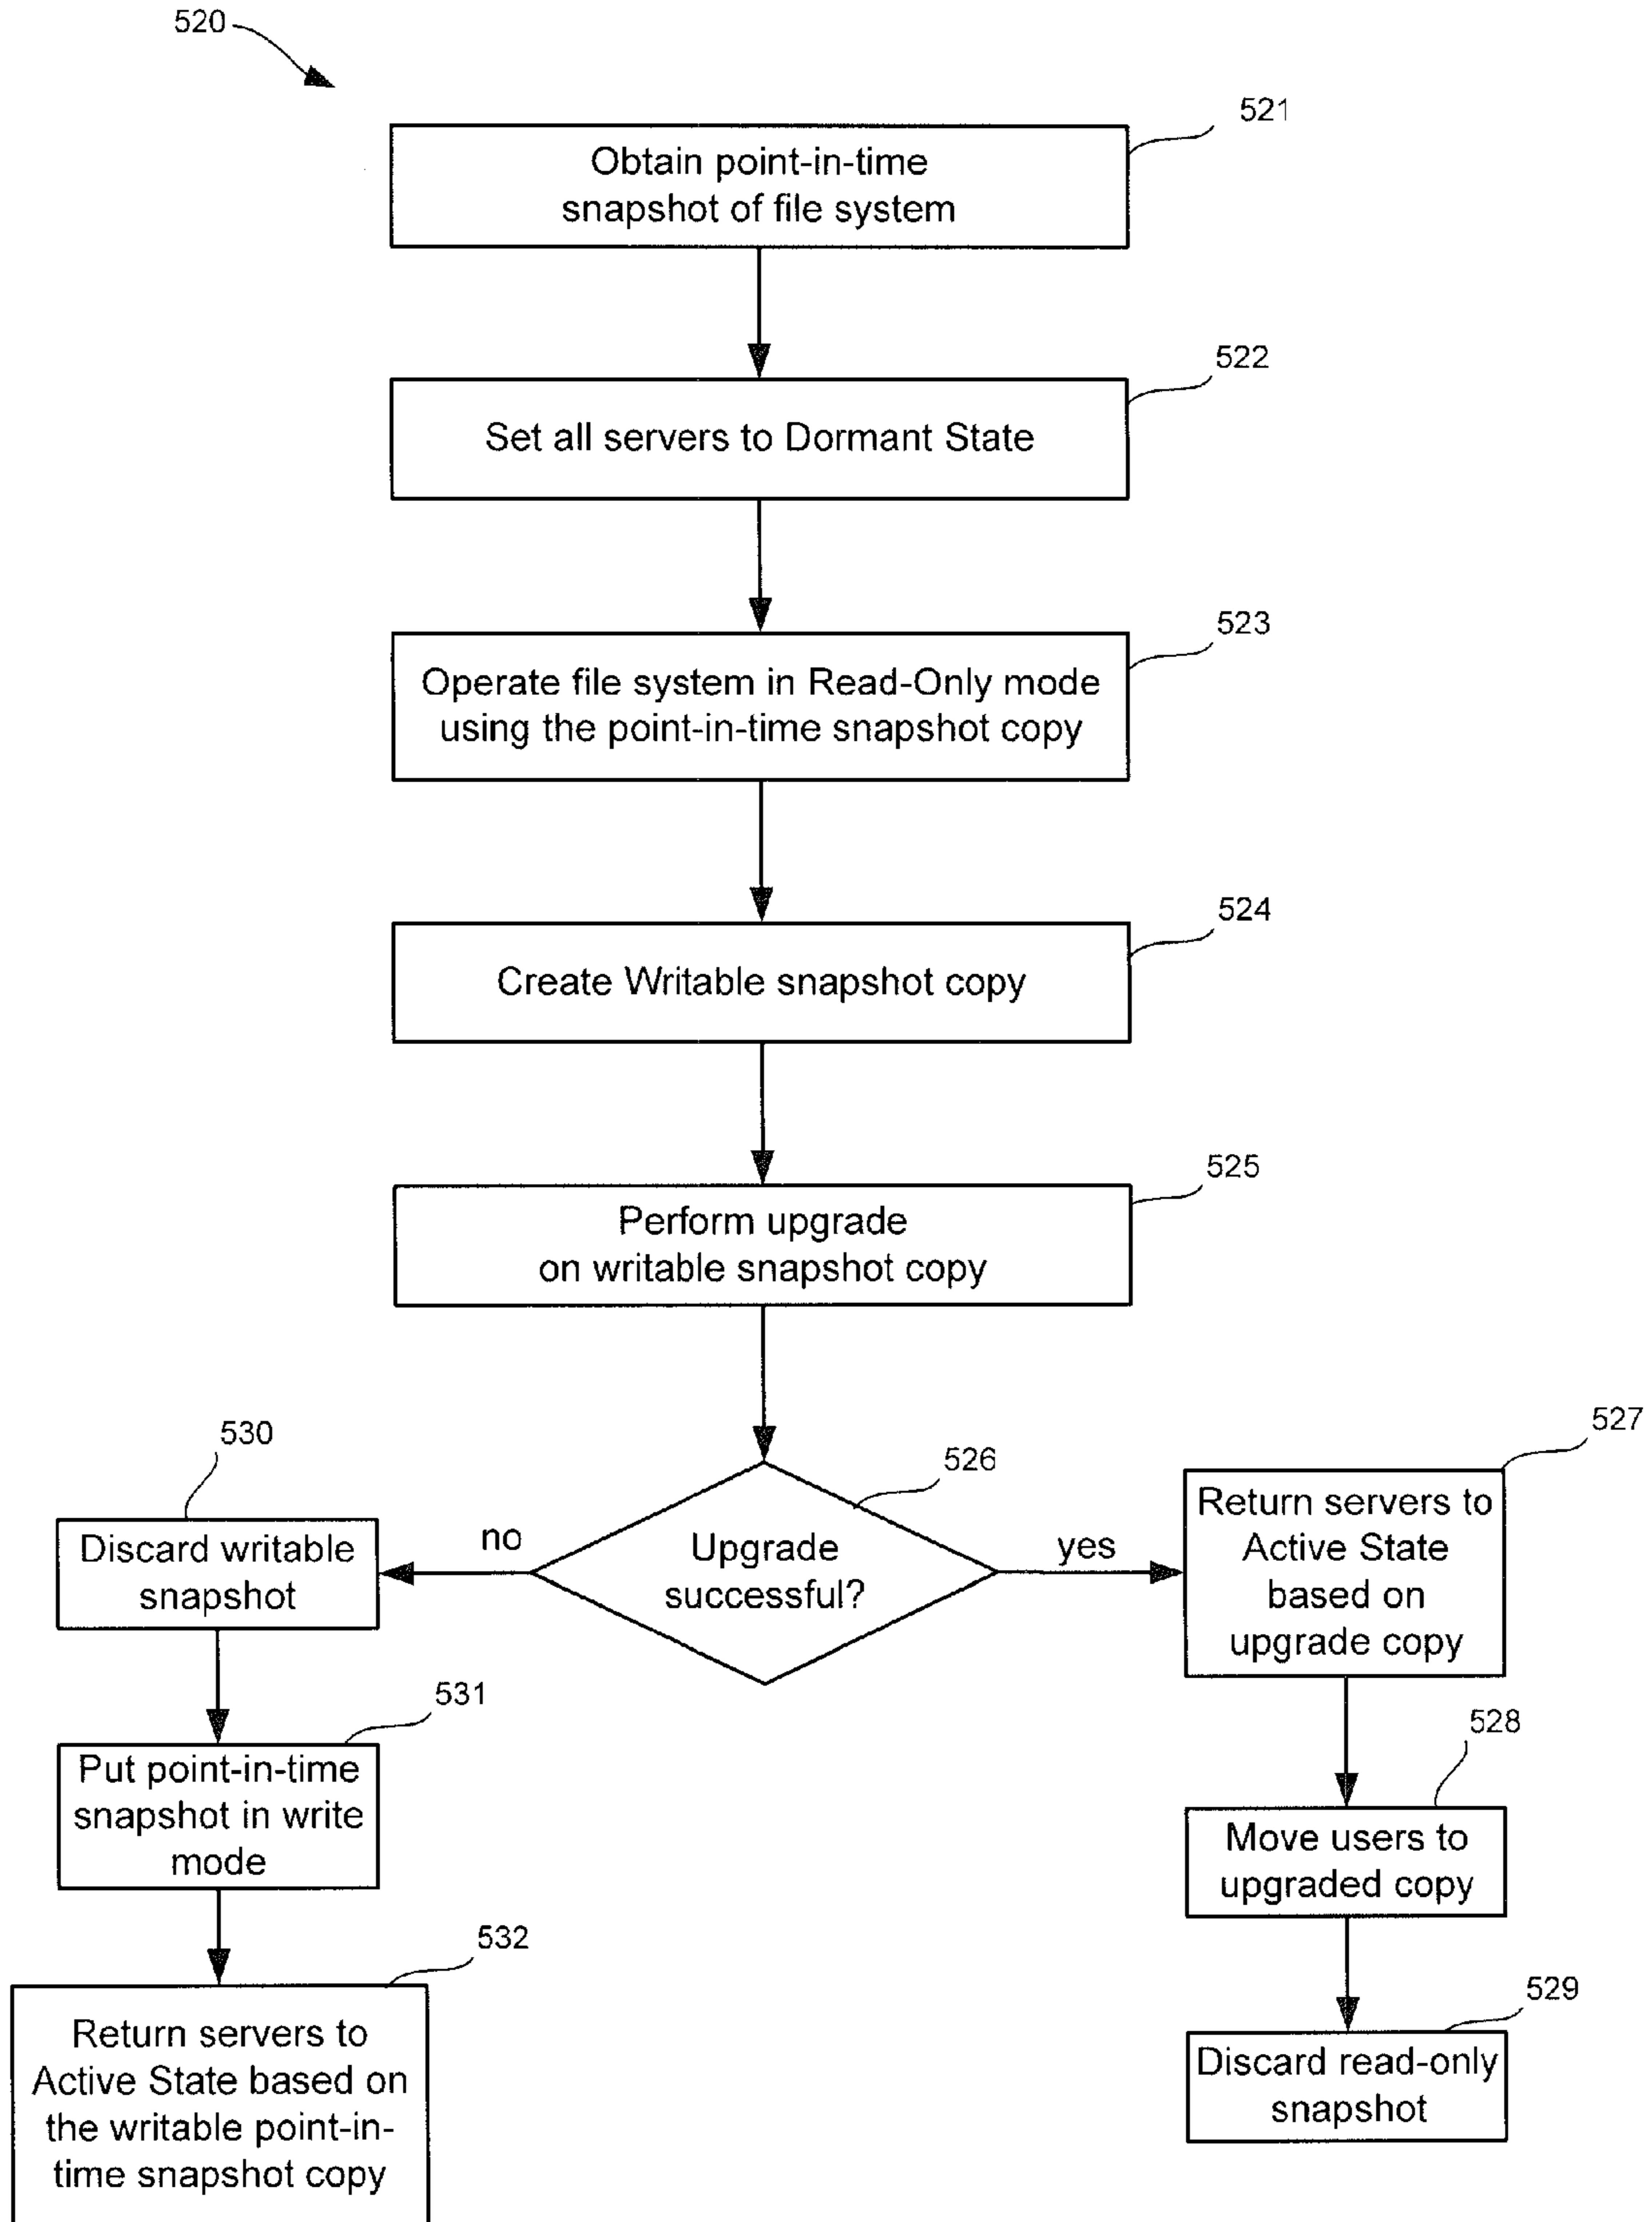 520
521
Obtain point-in-time
snapshot of file system
522
Set all servers to Dormant State
523
Operate file system in Read-Only mode
using the point-in-time snapshot copy
524
Create Writable snapshot copy
525
Perform upgrade
on writable snapshot copy
526
Upgrade
successful?
no
yes
530
Discard writable
snapshot
531
Put point-in-time
snapshot in write
mode
532
Return servers to
Active State based on
the writable point-in-
time snapshot copy
527
Return servers to
Active State
based on
upgrade copy
528
Move users to
upgraded copy
529
Discard read-only
snapshot